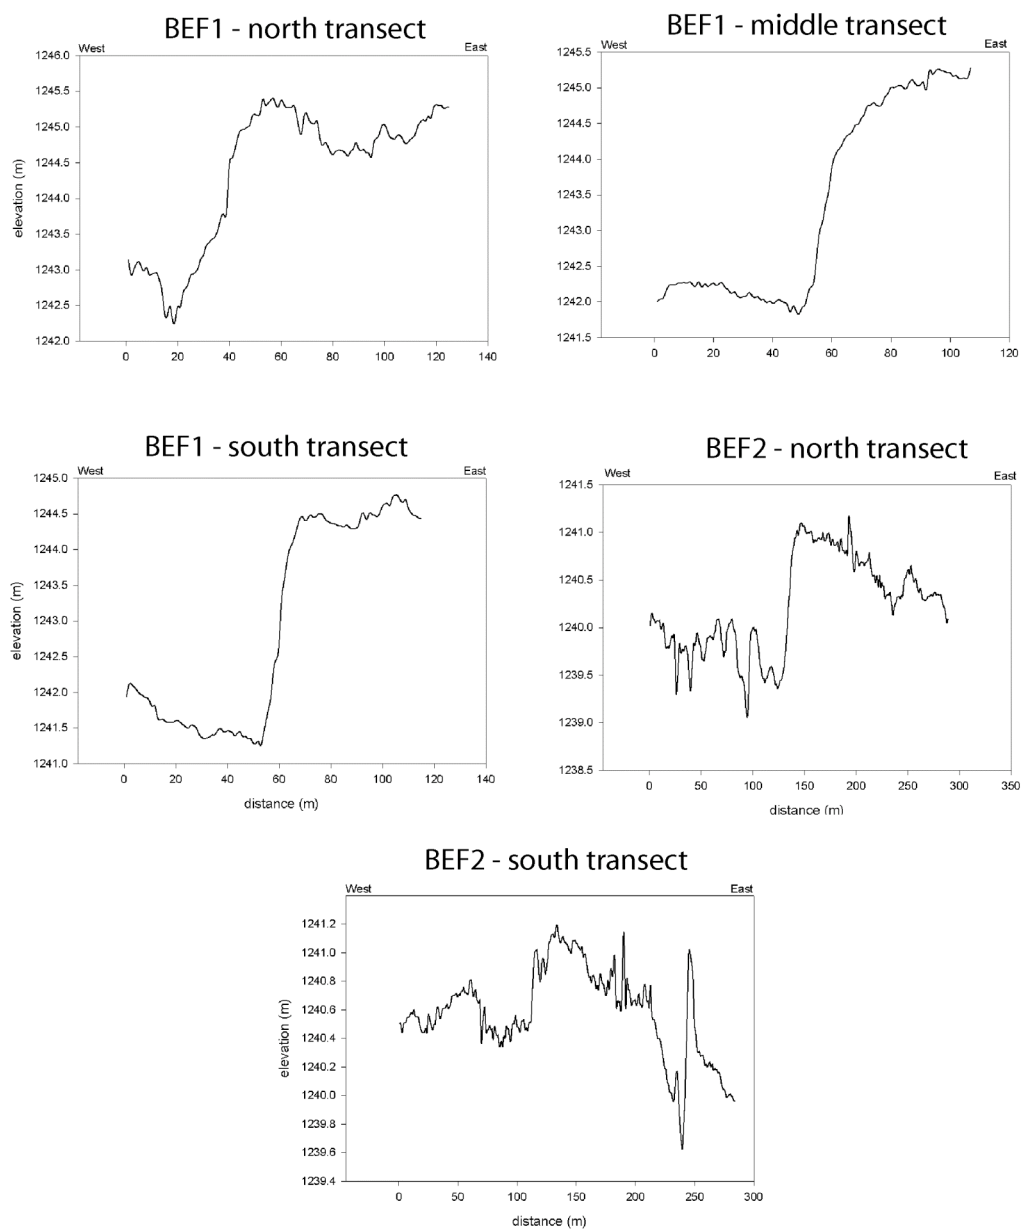 BEF1 - north transect
West East
1246.0
1245.5
1245.0
1244.5
1244.0
1243.5
1243.0
1242.5
1242.0
elevation (m)
0 20 40 60 80 100 120 140
BEF1 - middle transect
West East
1245.5
1245.0
1244.5
1244.0
1243.5
1243.0
1242.5
1242.0
1241.5
0 20 40 60 80 100 120
BEF1 - south transect
West East
1245.0
1244.5
1244.0
1243.5
1243.0
1242.5
1242.0
1241.5
1241.0
elevation (m)
0 20 40 60 80 100 120 140
distance (m)
BEF2 - north transect
West East
1241.5
1241.0
1240.5
1240.0
1239.5
1239.0
1238.5
0 50 100 150 200 250 300 350
distance (m)
BEF2 - south transect
West East
1241.2
1241.0
1240.8
1240.6
1240.4
1240.2
1240.0
1239.8
1239.6
1239.4
elevation (m)
0 50 100 150 200 250 300
distance (m)